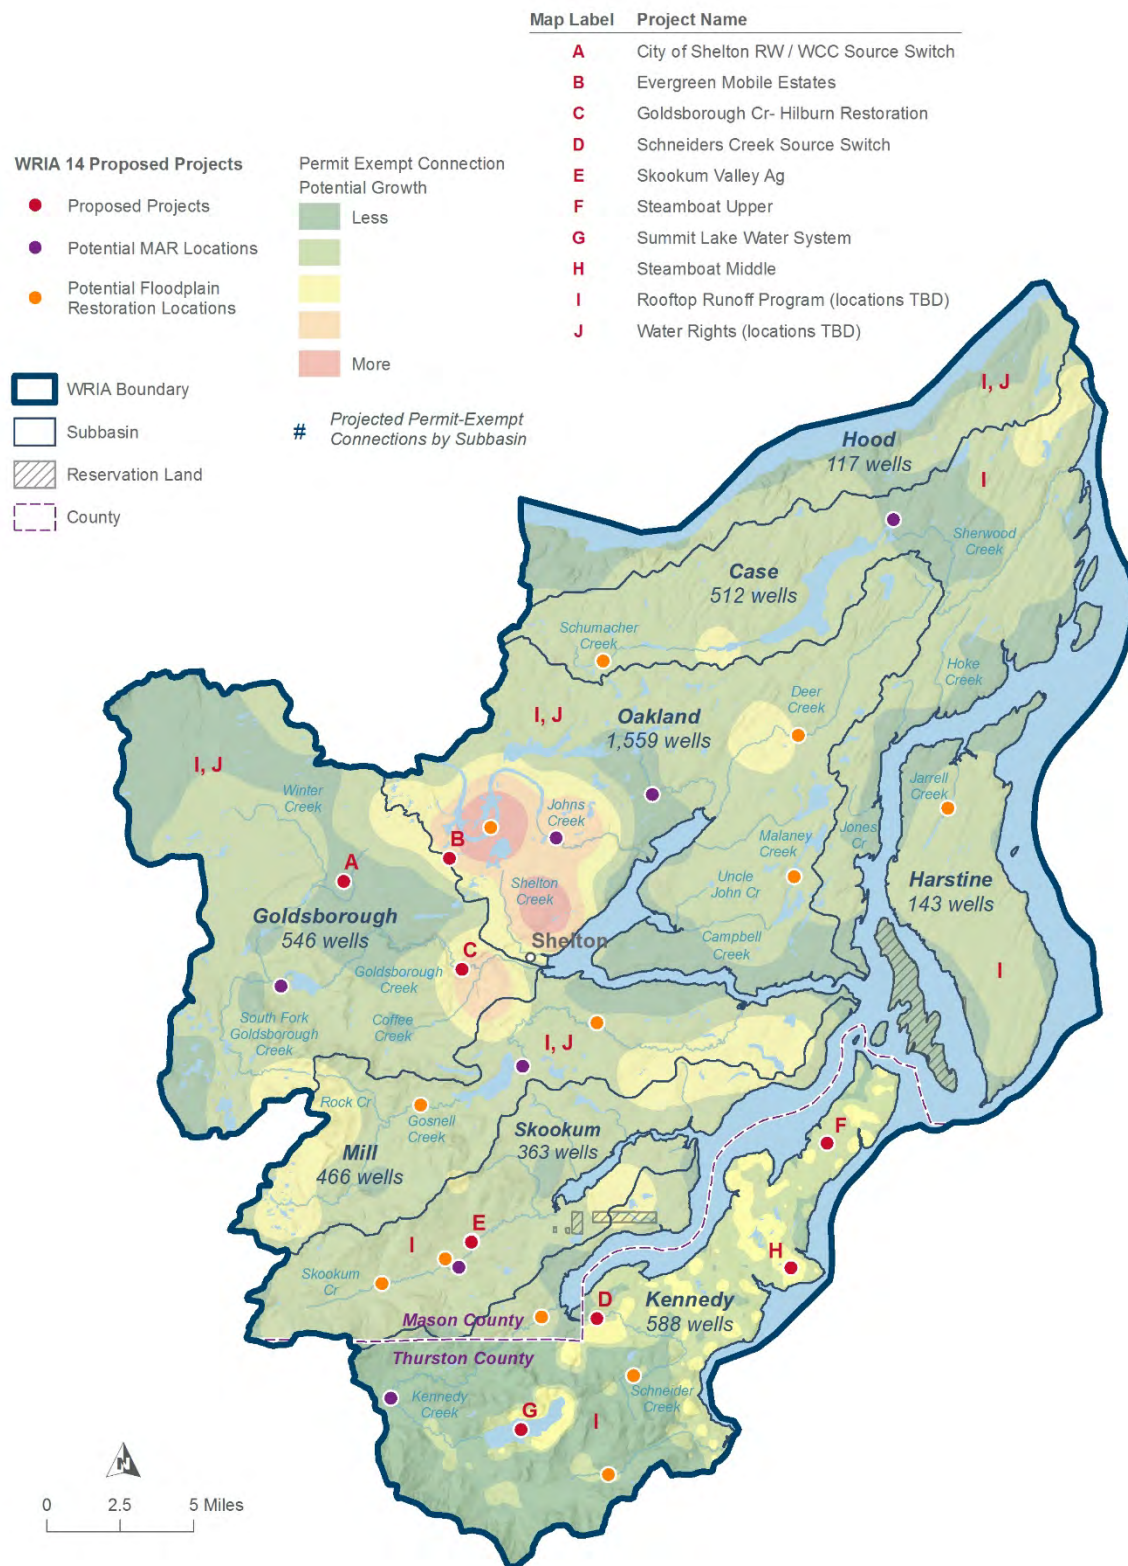 Map Label Project Name
A City of Shelton RW / WCC Source Switch
B Evergreen Mobile Estates
C Goldsborough Cr- Hilburn Restoration
D Schneiders Creek Source Switch
E Skookum Valley Ag
F Steamboat Upper
G Summit Lake Water System
H Steamboat Middle
I Rooftop Runoff Program (locations TBD)
J Water Rights (locations TBD)
WRIA 14 Proposed Projects
Proposed Projects
Potential MAR Locations
Potential Floodplain
Restoration Locations
WRIA Boundary
Subbasin
Reservation Land
County
Permit Exempt Connection
Potential Growth
Less
More
# Projected Permit-Exempt
Connections by Subbasin
I, J
Hood
117 wells
I
Sherwood
Creek
Case
512 wells
Schumacher
Creek
Hoke
Creek
Deer
Creek
I, J
Oakland
1,559 wells
I, J
Winter
Creek
Jarrell
Creek
Johns
Creek
Malaney
Creek
Jones
Cr
B
A
Shelton
Creek
Uncle
John Cr
Harstine
143 wells
Goldsborough
546 wells
Shelton
Campbell
Creek
C
Goldsborough
Creek
I
South Fork
Goldsborough
Creek
Coffee
Creek
I, J
Rock Cr
Gosnell
Creek
Skookum
363 wells
F
Mill
466 wells
E
I
H
Skookum
Cr
D
Kennedy
588 wells
Mason County
Thurston County
Kennedy
Creek
Schneider
Creek
G
I
N
0 2.5 5 Miles